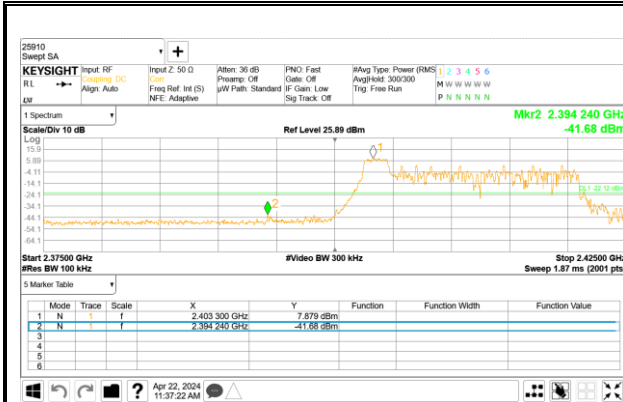 25910
Swept SA
KEYSIGHT Input: RF Input Z: 50 Ω Atten: 36 dB PNO: Fast #Avg Type: Power (RMS 1 2 3 4 5 6
R L Coupling: DC Corr Preamp: Off Gate: Off Avg|Hold: 300/300 M W W W W W
Align: Auto Freq Ref: Int (S) µW Path: Standard IF Gain: Low Trig: Free Run
NFE: Adaptive Sig Track: Off P N N N N N
LXI
1 Spectrum
Mkr2 2.394 240 GHz
Scale/Div 10 dB Ref Level 25.89 dBm -41.68 dBm
Log
15.9
5.89
-4.11
-14.1
-24.1
-34.1
-44.1
-54.1
-64.1
1
2
DL1 -22.12 dBm
Start 2.37500 GHz #Video BW 300 kHz Stop 2.42500 GHz
#Res BW 100 kHz Sweep 1.87 ms (2001 pts
5 Marker Table
Mode Trace Scale X Y Function Function Width Function Value
1 N 1 f 2.403 300 GHz 7.879 dBm
2 N 1 f 2.394 240 GHz -41.68 dBm
3
4
5
6
? Apr 22, 2024
11:37:22 AM